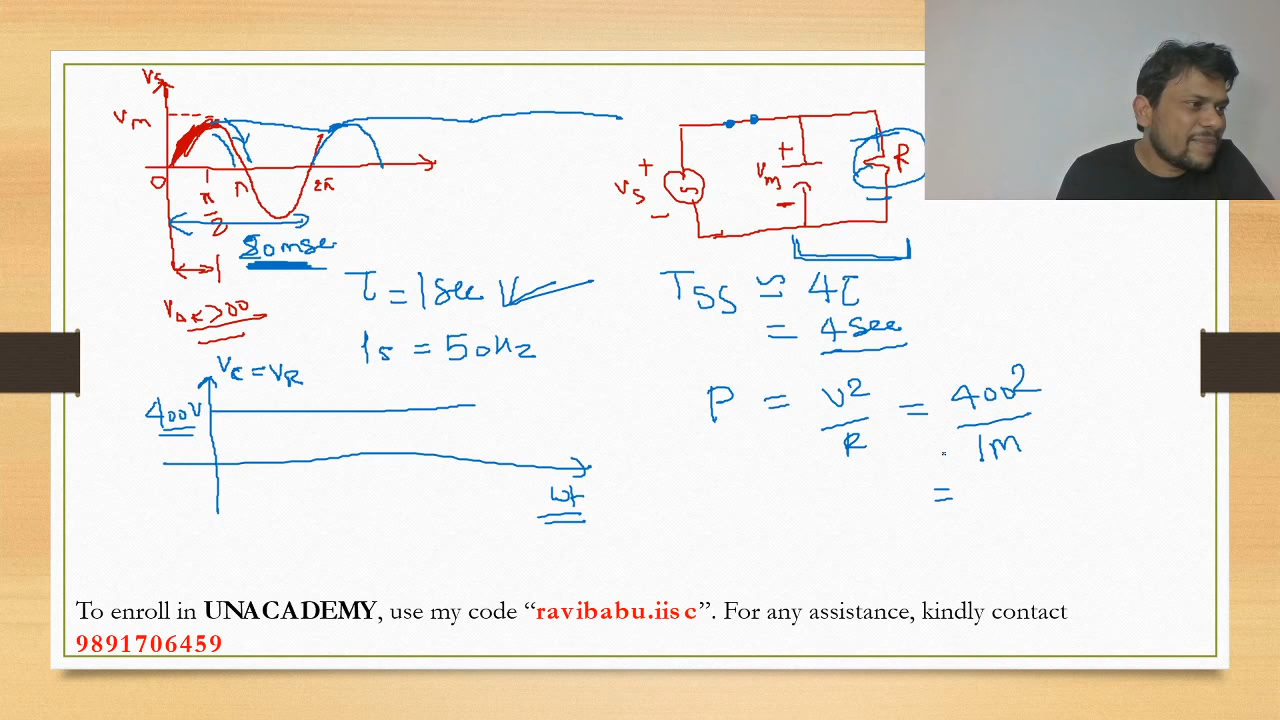 Vs
Vm
0
π/2
π
2π
20msec
VAK>00
τ = 1sec
fs = 50Hz
+
Vs
-
+
Vm
-
R
Tss ≃ 4τ
= 4sec
Vc = VR
400V
ωt
P = V²/R = 400²/1M
=
To enroll in UNACADEMY, use my code “ravibabu.iisc”. For any assistance, kindly contact
9891706459